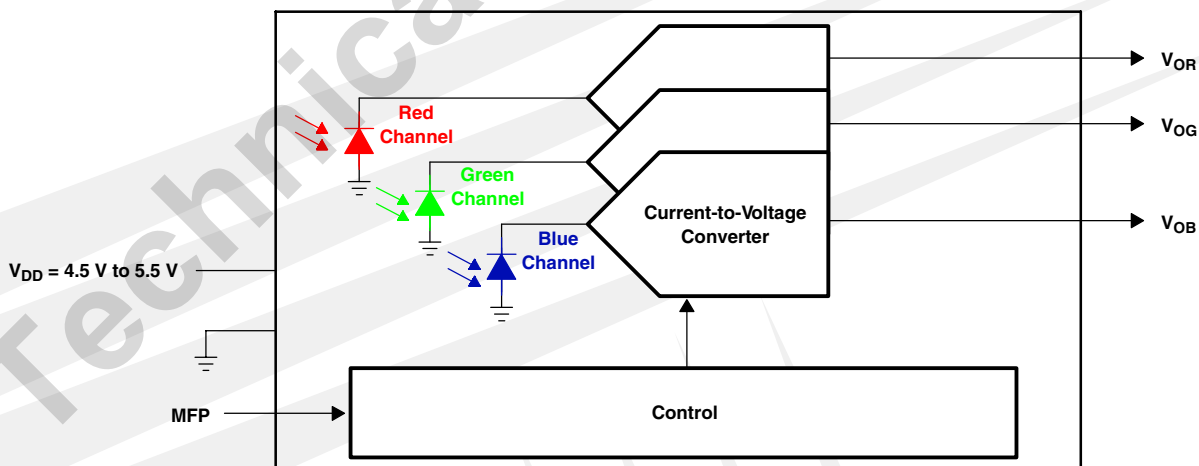 Technica
Red
Channel
Green
Channel
Blue
Channel
Current-to-Voltage
Converter
VOR
VOG
VOB
VDD = 4.5 V to 5.5 V
MFP
Control